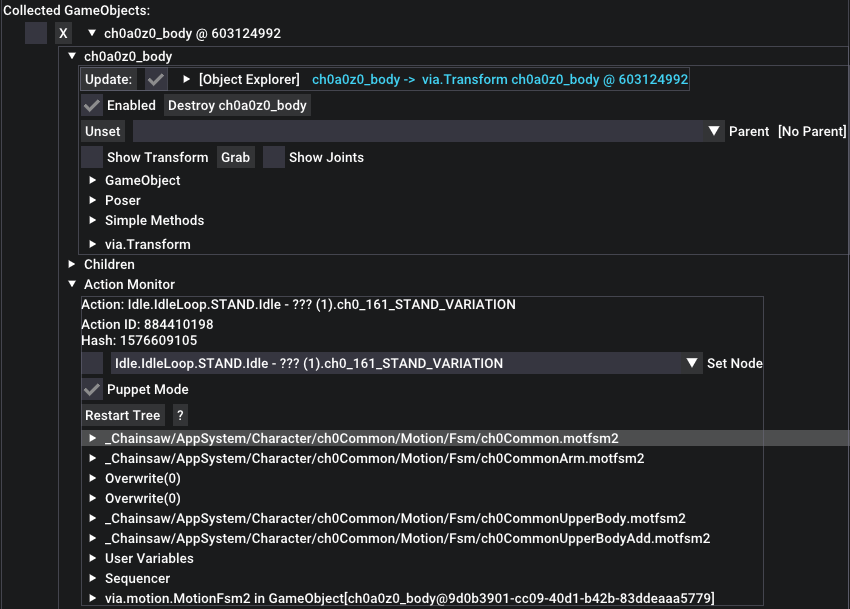 Collected GameObjects:
X ch0a0z0_body @ 603124992
ch0a0z0_body
Update: [Object Explorer] ch0a0z0_body -> via.Transform ch0a0z0_body @ 603124992
Enabled Destroy ch0a0z0_body
Unset Parent [No Parent]
Show Transform Grab Show Joints
GameObject
Poser
Simple Methods
via.Transform
Children
Action Monitor
Action: Idle.IdleLoop.STAND.Idle - ??? (1).ch0_161_STAND_VARIATION
Action ID: 884410198
Hash: 1576609105
Idle.IdleLoop.STAND.Idle - ??? (1).ch0_161_STAND_VARIATION Set Node
Puppet Mode
Restart Tree ?
_Chainsaw/AppSystem/Character/ch0Common/Motion/Fsm/ch0Common.motfsm2
_Chainsaw/AppSystem/Character/ch0Common/Motion/Fsm/ch0CommonArm.motfsm2
Overwrite(0)
Overwrite(0)
_Chainsaw/AppSystem/Character/ch0Common/Motion/Fsm/ch0CommonUpperBody.motfsm2
_Chainsaw/AppSystem/Character/ch0Common/Motion/Fsm/ch0CommonUpperBodyAdd.motfsm2
User Variables
Sequencer
via.motion.MotionFsm2 in GameObject[ch0a0z0_body@9d0b3901-cc09-40d1-b42b-83ddeaaa5779]